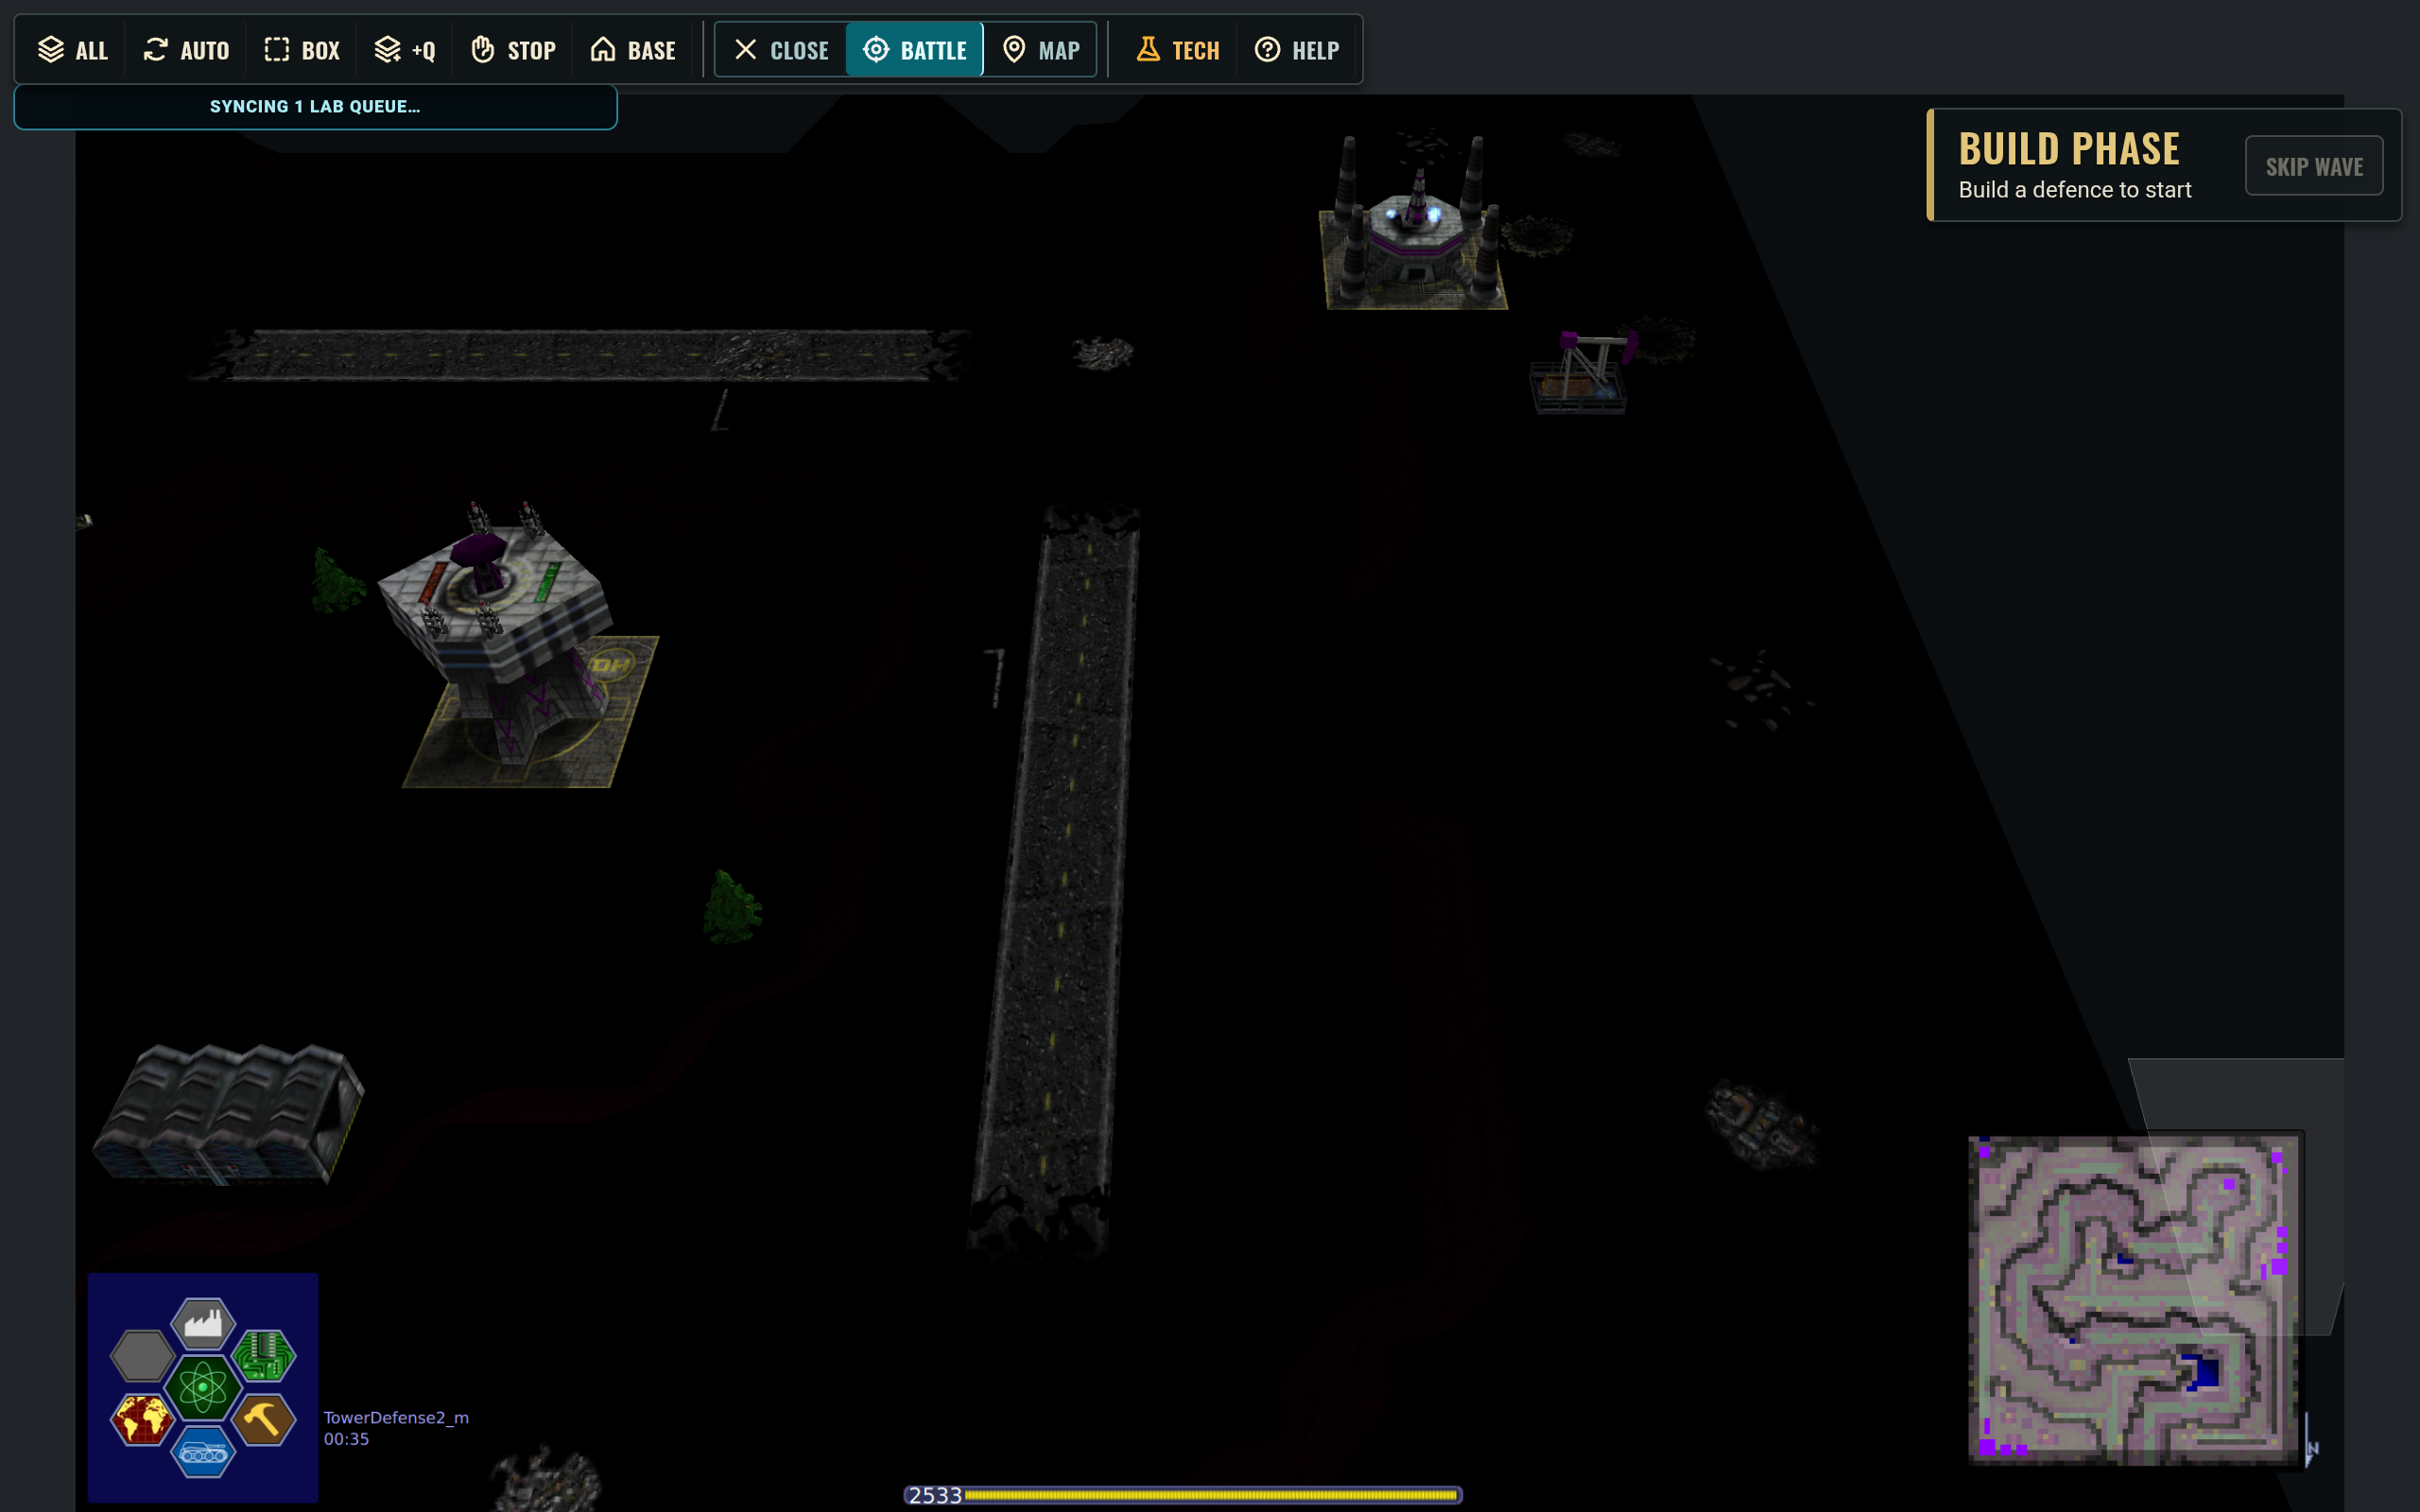 ALL AUTO BOX +Q STOP BASE CLOSE BATTLE MAP TECH HELP
SYNCING 1 LAB QUEUE...
BUILD PHASE
Build a defence to start
SKIP WAVE
TowerDefense2_m
00:35
N
2533